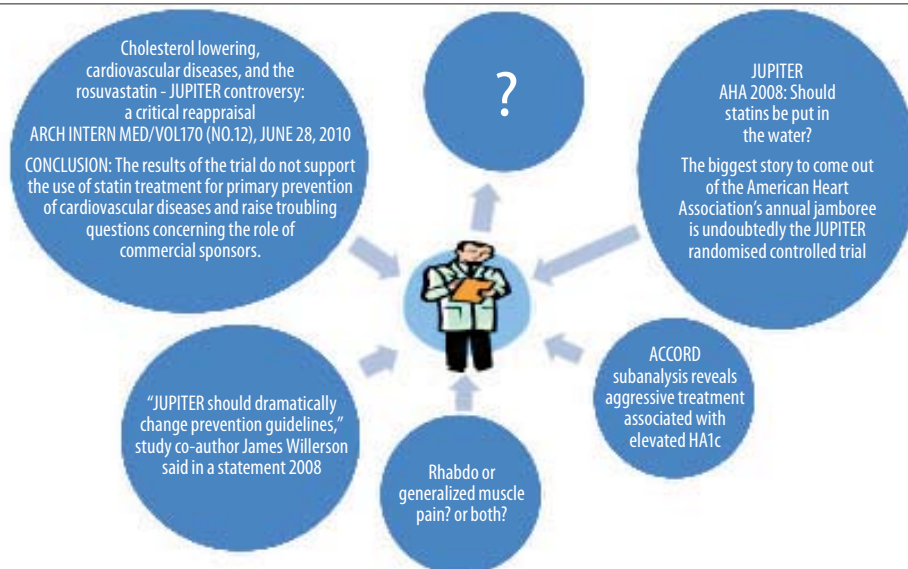 Cholesterol lowering,
cardiovascular diseases, and the
rosuvastatin - JUPITER controversy:
a critical reappraisal
ARCH INTERN MED/VOL170 (NO.12), JUNE 28, 2010
CONCLUSION: The results of the trial do not support
the use of statin treatment for primary prevention
of cardiovascular diseases and raise troubling
questions concerning the role of
commercial sponsors.
?
JUPITER
AHA 2008: Should
statins be put in
the water?
The biggest story to come out
of the American Heart
Association's annual jamboree
is undoubtedly the JUPITER
randomised controlled trial
"JUPITER should dramatically
change prevention guidelines,"
study co-author James Willerson
said in a statement 2008
Rhabdo or
generalized muscle
pain? or both?
ACCORD
subanalysis reveals
aggressive treatment
associated with
elevated HA1c